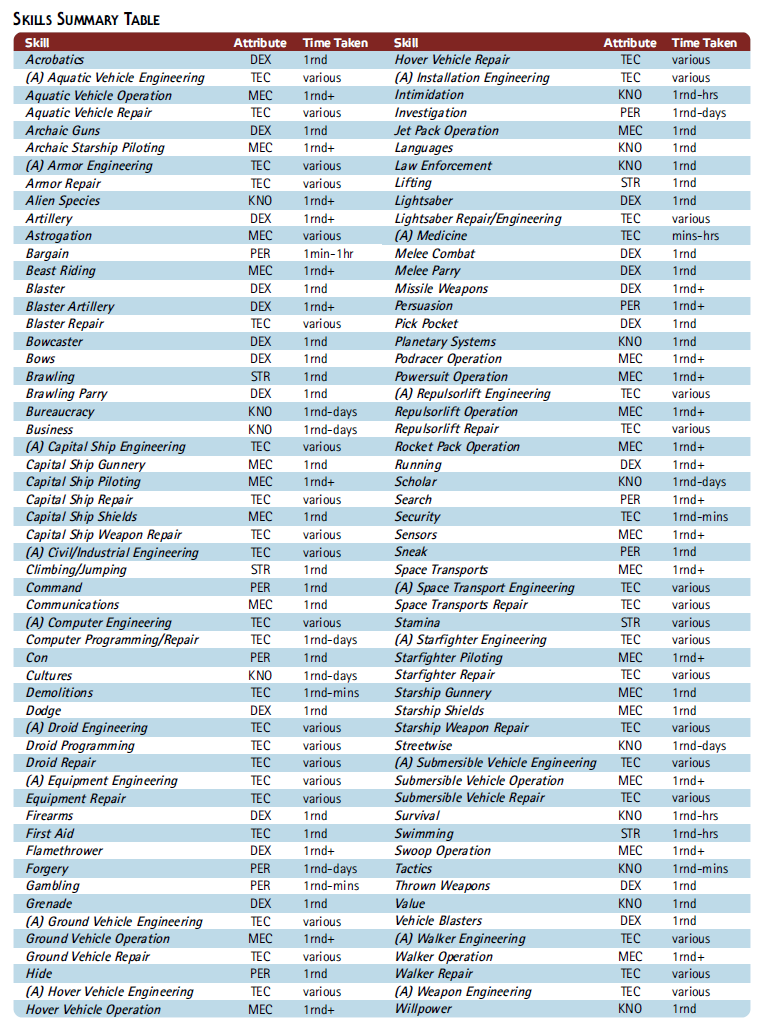 SKILLS SUMMARY TABLE
Skill Attribute Time Taken Skill Attribute Time Taken
Acrobatics DEX 1rnd Hover Vehicle Repair TEC various
(A) Aquatic Vehicle Engineering TEC various (A) Installation Engineering TEC various
Aquatic Vehicle Operation MEC 1rnd+ Intimidation KNO 1rnd-hrs
Aquatic Vehicle Repair TEC various Investigation PER 1rnd-days
Archaic Guns DEX 1rnd Jet Pack Operation MEC 1rnd
Archaic Starship Piloting MEC 1rnd+ Languages KNO 1rnd
(A) Armor Engineering TEC various Law Enforcement KNO 1rnd
Armor Repair TEC various Lifting STR 1rnd
Alien Species KNO 1rnd+ Lightsaber DEX 1rnd
Artillery DEX 1rnd+ Lightsaber Repair/Engineering TEC various
Astrogation MEC various (A) Medicine TEC mins-hrs
Bargain PER 1min-1hr Melee Combat DEX 1rnd
Beast Riding MEC 1rnd+ Melee Parry DEX 1rnd
Blaster DEX 1rnd Missile Weapons DEX 1rnd+
Blaster Artillery DEX 1rnd+ Persuasion PER 1rnd+
Blaster Repair TEC various Pick Pocket DEX 1rnd
Bowcaster DEX 1rnd Planetary Systems KNO 1rnd
Bows DEX 1rnd Podracer Operation MEC 1rnd+
Brawling STR 1rnd Powersuit Operation MEC 1rnd+
Brawling Parry DEX 1rnd (A) Repulsorlift Engineering TEC various
Bureaucracy KNO 1rnd-days Repulsorlift Operation MEC 1rnd+
Business KNO 1rnd-days Repulsorlift Repair TEC various
(A) Capital Ship Engineering TEC various Rocket Pack Operation MEC 1rnd+
Capital Ship Gunnery MEC 1rnd Running DEX 1rnd+
Capital Ship Piloting MEC 1rnd+ Scholar KNO 1rnd-days
Capital Ship Repair TEC various Search PER 1rnd+
Capital Ship Shields MEC 1rnd Security TEC 1rnd-mins
Capital Ship Weapon Repair TEC various Sensors MEC 1rnd+
(A) Civil/Industrial Engineering TEC various Sneak PER 1rnd
Climbing/Jumping STR 1rnd Space Transports MEC 1rnd+
Command PER 1rnd (A) Space Transport Engineering TEC various
Communications MEC 1rnd Space Transports Repair TEC various
(A) Computer Engineering TEC various Stamina STR various
Computer Programming/Repair TEC 1rnd-days (A) Starfighter Engineering TEC various
Con PER 1rnd Starfighter Piloting MEC 1rnd+
Cultures KNO 1rnd-days Starfighter Repair TEC various
Demolitions TEC 1rnd-mins Starship Gunnery MEC 1rnd
Dodge DEX 1rnd Starship Shields MEC 1rnd
(A) Droid Engineering TEC various Starship Weapon Repair TEC various
Droid Programming TEC various Streetwise KNO 1rnd-days
Droid Repair TEC various (A) Submersible Vehicle Engineering TEC various
(A) Equipment Engineering TEC various Submersible Vehicle Operation MEC 1rnd+
Equipment Repair TEC various Submersible Vehicle Repair TEC various
Firearms DEX 1rnd Survival KNO 1rnd-hrs
First Aid TEC 1rnd Swimming STR 1rnd-hrs
Flamethrower DEX 1rnd+ Swoop Operation MEC 1rnd+
Forgery PER 1rnd-days Tactics KNO 1rnd-mins
Gambling PER 1rnd-mins Thrown Weapons DEX 1rnd
Grenade DEX 1rnd Value KNO 1rnd
(A) Ground Vehicle Engineering TEC various Vehicle Blasters DEX 1rnd
Ground Vehicle Operation MEC 1rnd+ (A) Walker Engineering TEC various
Ground Vehicle Repair TEC various Walker Operation MEC 1rnd+
Hide PER 1rnd Walker Repair TEC various
(A) Hover Vehicle Engineering TEC various (A) Weapon Engineering TEC various
Hover Vehicle Operation MEC 1rnd+ Willpower KNO 1rnd